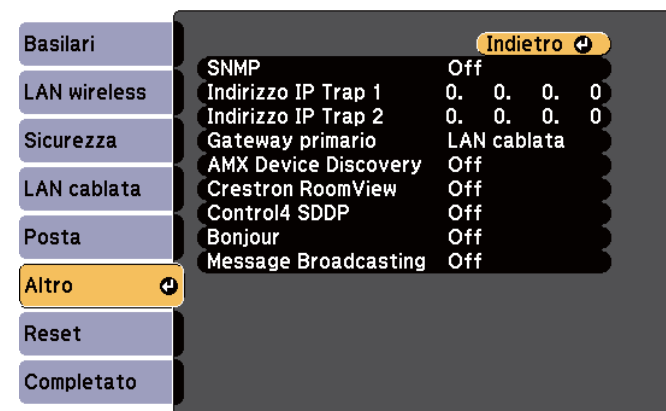 Basilari
LAN wireless
Sicurezza
LAN cablata
Posta
Altro
Reset
Completato
Indietro
SNMP Off
Indirizzo IP Trap 1 0. 0. 0. 0
Indirizzo IP Trap 2 0. 0. 0. 0
Gateway primario LAN cablata
AMX Device Discovery Off
Crestron RoomView Off
Control4 SDDP Off
Bonjour Off
Message Broadcasting Off